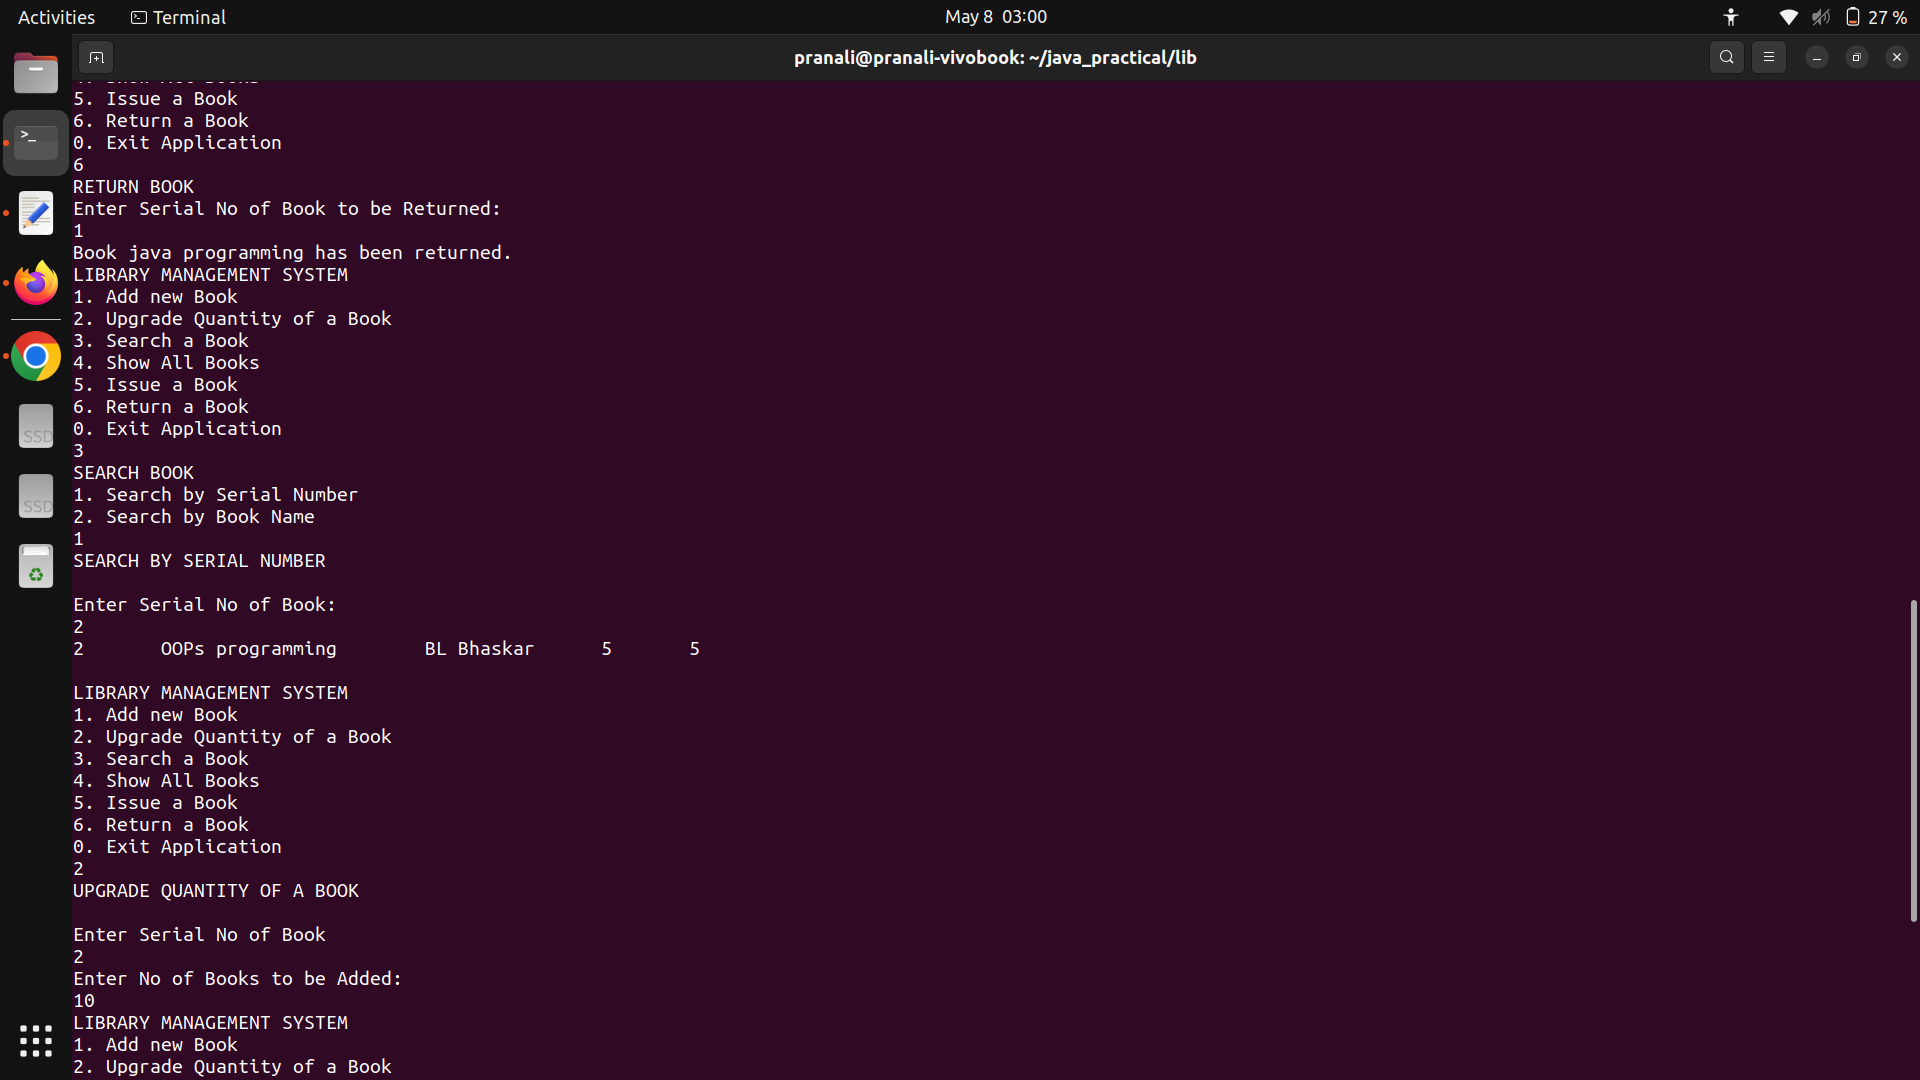 Activities
Terminal
May 8 03:00
27 %
pranali@pranali-vivobook: ~/java_practical/lib
5. Issue a Book
6. Return a Book
0. Exit Application
6
RETURN BOOK
Enter Serial No of Book to be Returned:
1
Book java programming has been returned.
LIBRARY MANAGEMENT SYSTEM
1. Add new Book
2. Upgrade Quantity of a Book
3. Search a Book
4. Show All Books
5. Issue a Book
6. Return a Book
0. Exit Application
3
SEARCH BOOK
1. Search by Serial Number
2. Search by Book Name
1
SEARCH BY SERIAL NUMBER
Enter Serial No of Book:
2
2 OOPs programming BL Bhaskar 5 5
LIBRARY MANAGEMENT SYSTEM
1. Add new Book
2. Upgrade Quantity of a Book
3. Search a Book
4. Show All Books
5. Issue a Book
6. Return a Book
0. Exit Application
2
UPGRADE QUANTITY OF A BOOK
Enter Serial No of Book
2
Enter No of Books to be Added:
10
LIBRARY MANAGEMENT SYSTEM
1. Add new Book
2. Upgrade Quantity of a Book
SSD
SSD